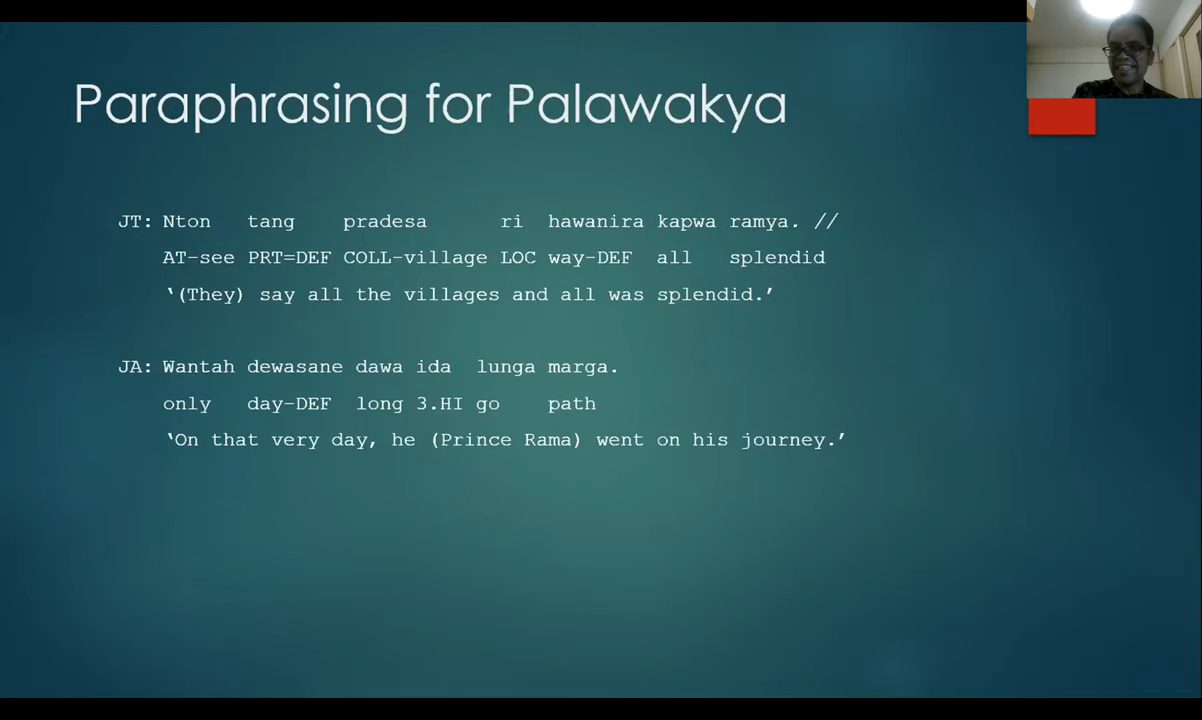 Paraphrasing for Palawakya
JT: Nton tang pradesa ri hawanira kapwa ramya. //
AT-see PRT=DEF COLL-village LOC way-DEF all splendid
‘(They) say all the villages and all was splendid.’
JA: Wantah dewasane dawa ida lunga marga.
only day-DEF long 3.HI go path
‘On that very day, he (Prince Rama) went on his journey.’